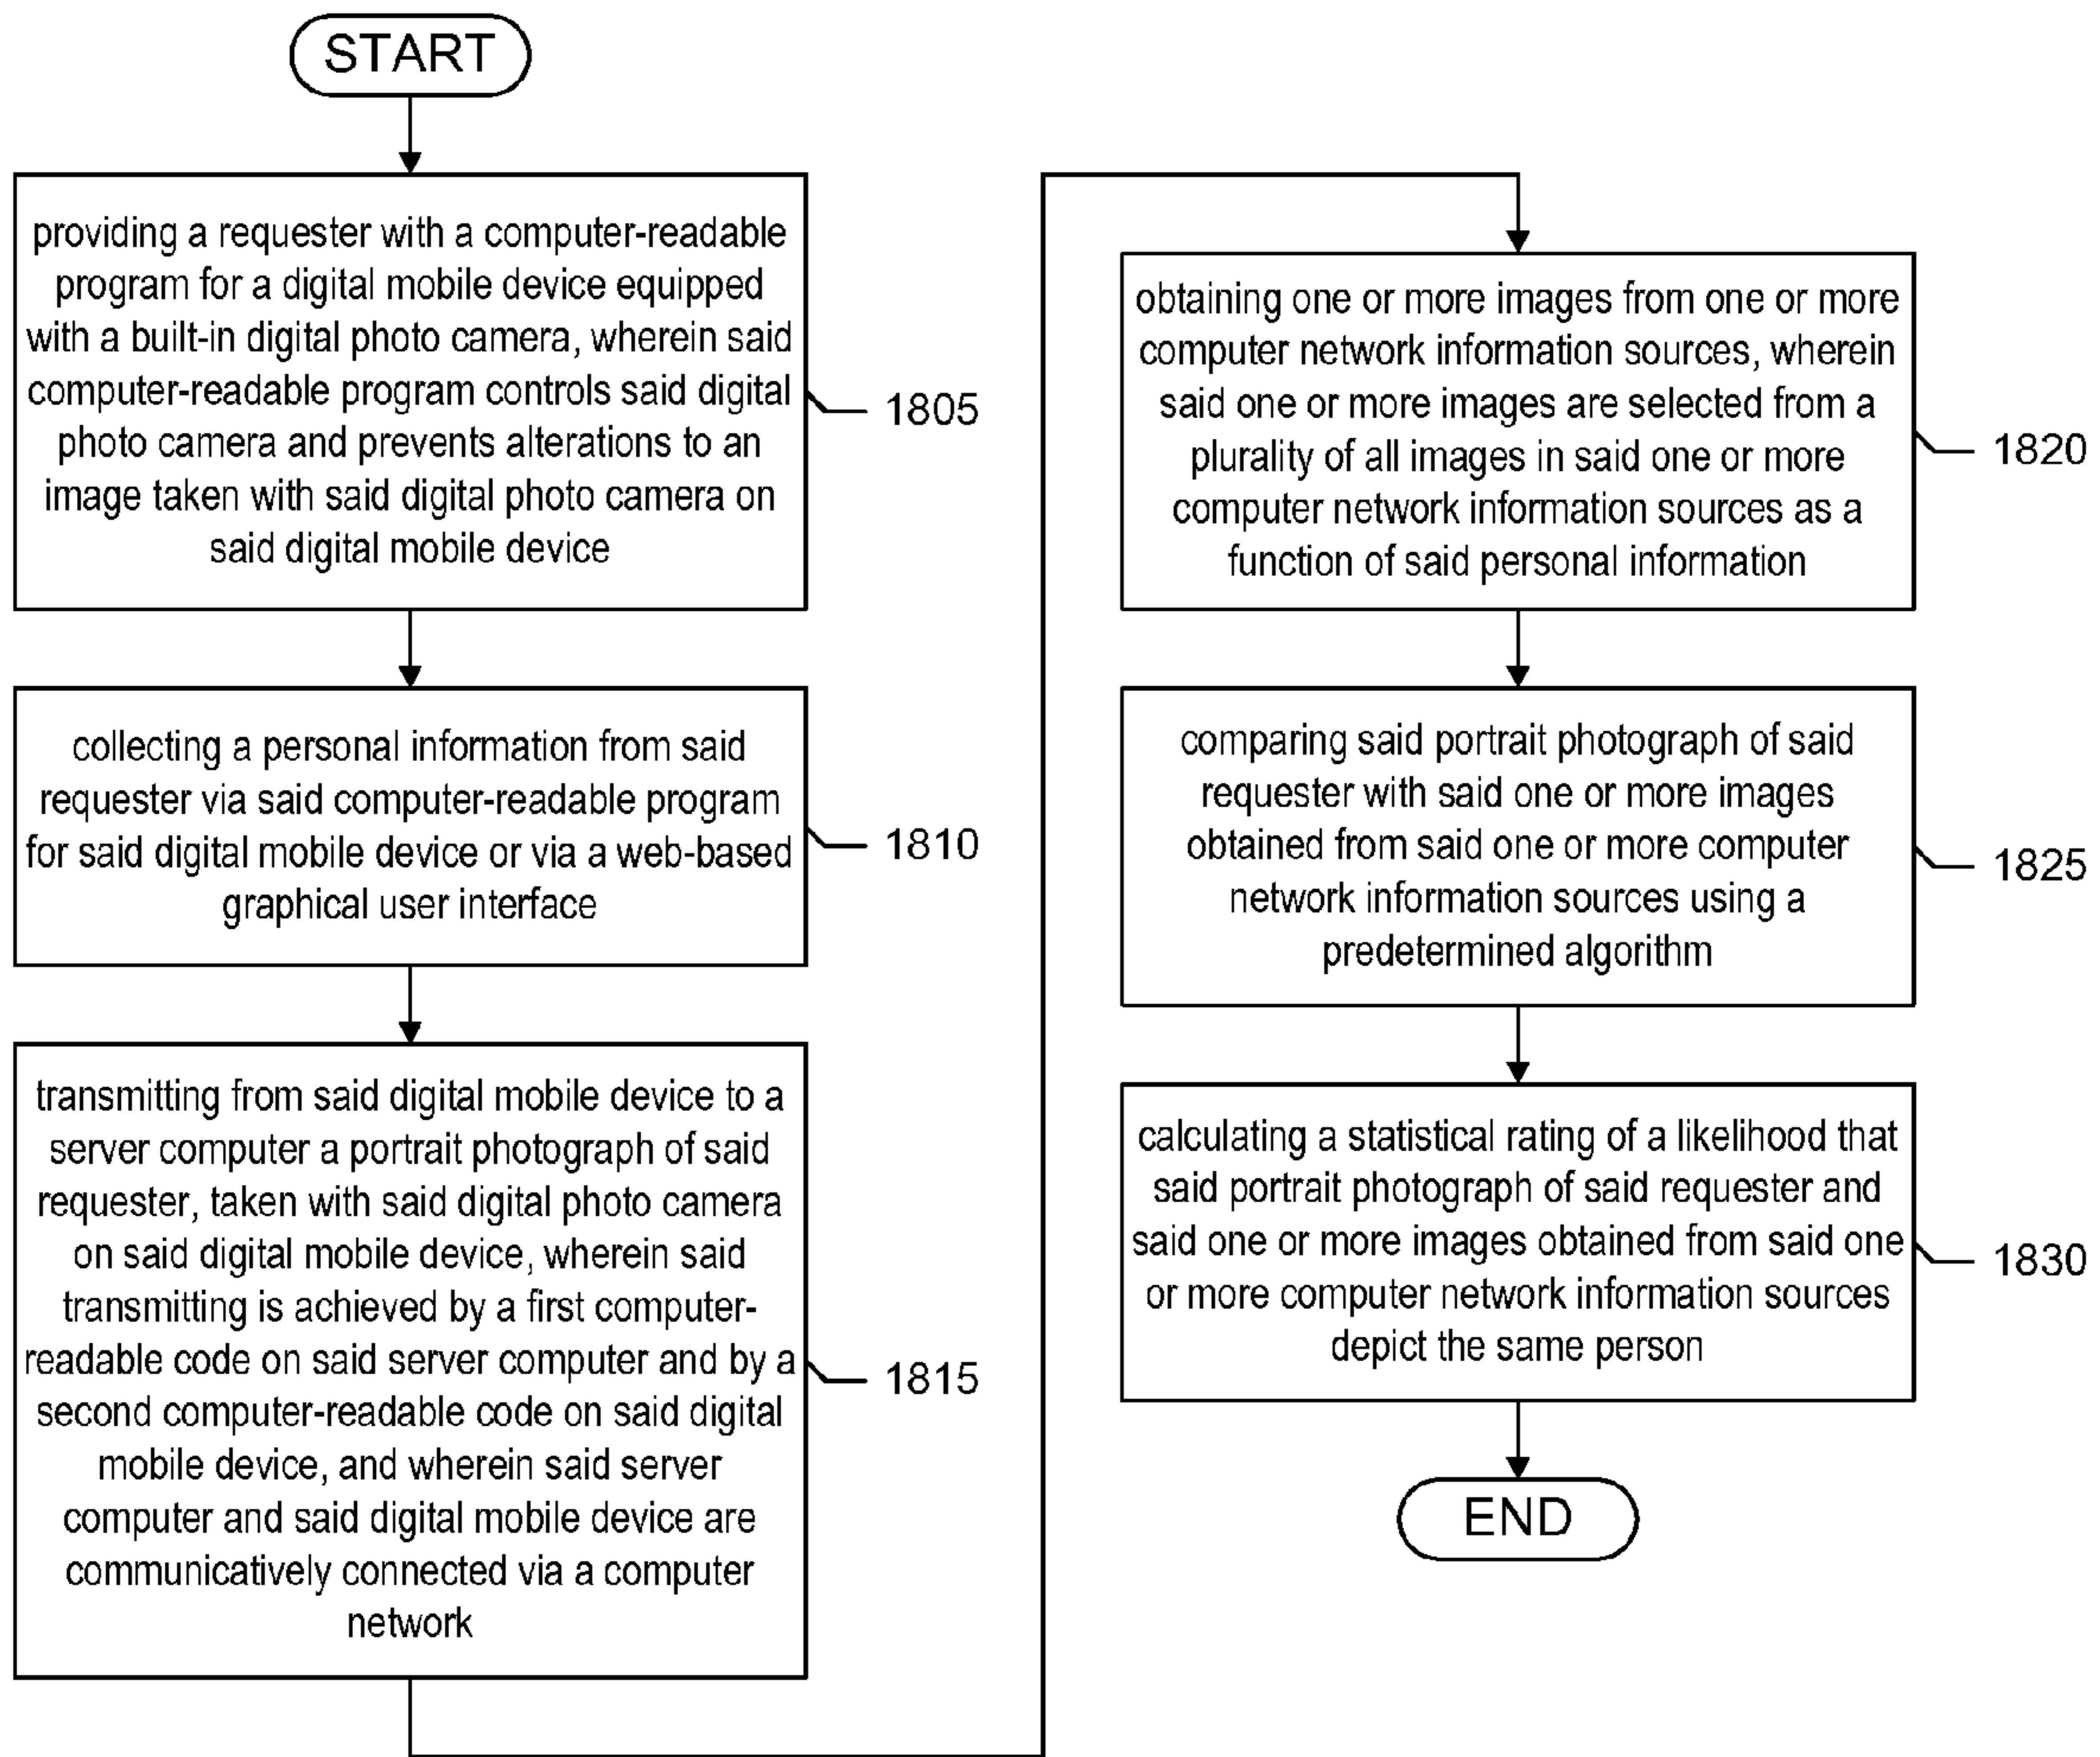 START
providing a requester with a computer-readable
program for a digital mobile device equipped
with a built-in digital photo camera, wherein said
computer-readable program controls said digital
photo camera and prevents alterations to an
image taken with said digital photo camera on
said digital mobile device
1805
collecting a personal information from said
requester via said computer-readable program
for said digital mobile device or via a web-based
graphical user interface
1810
transmitting from said digital mobile device to a
server computer a portrait photograph of said
requester, taken with said digital photo camera
on said digital mobile device, wherein said
transmitting is achieved by a first computer-
readable code on said server computer and by a
second computer-readable code on said digital
mobile device, and wherein said server
computer and said digital mobile device are
communicatively connected via a computer
network
1815
obtaining one or more images from one or more
computer network information sources, wherein
said one or more images are selected from a
plurality of all images in said one or more
computer network information sources as a
function of said personal information
1820
comparing said portrait photograph of said
requester with said one or more images
obtained from said one or more computer
network information sources using a
predetermined algorithm
1825
calculating a statistical rating of a likelihood that
said portrait photograph of said requester and
said one or more images obtained from said one
or more computer network information sources
depict the same person
1830
END